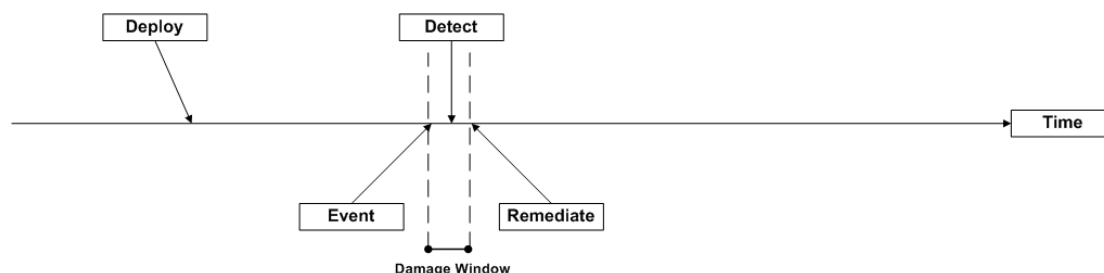 Deploy
Detect
Time
Event
Remediate
Damage Window